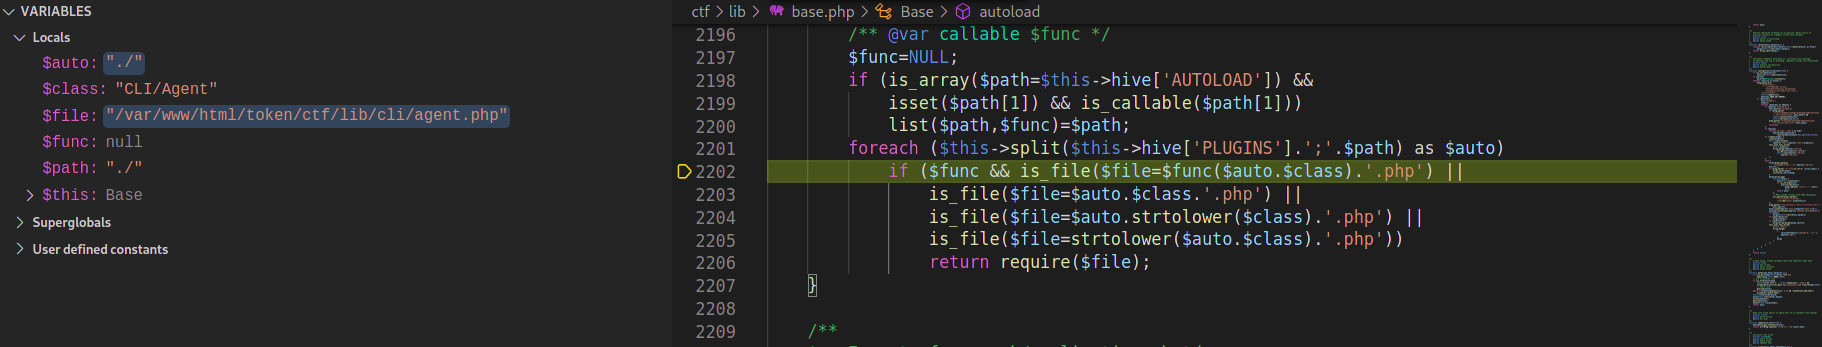 VARIABLES
Locals
$auto: "./"
$class: "CLI/Agent"
$file: "/var/www/html/token/ctf/lib/cli/agent.php"
$func: null
$path: "./"
$this: Base
Superglobals
User defined constants
ctf > lib > base.php > Base > autoload
2196 /** @var callable $func */
2197 $func=NULL;
2198 if (is_array($path=$this->hive['AUTOLOAD']) &&
2199 isset($path[1]) && is_callable($path[1]))
2200 list($path,$func)=$path;
2201 foreach ($this->split($this->hive['PLUGINS'].';'.$path) as $auto)
2202 if ($func && is_file($file=$func($auto.$class).'.php') ||
2203 is_file($file=$auto.$class.'.php') ||
2204 is_file($file=$auto.strtolower($class).'.php') ||
2205 is_file($file=strtolower($auto.$class).'.php'))
2206 return require($file);
2207 }
2208
2209 /**